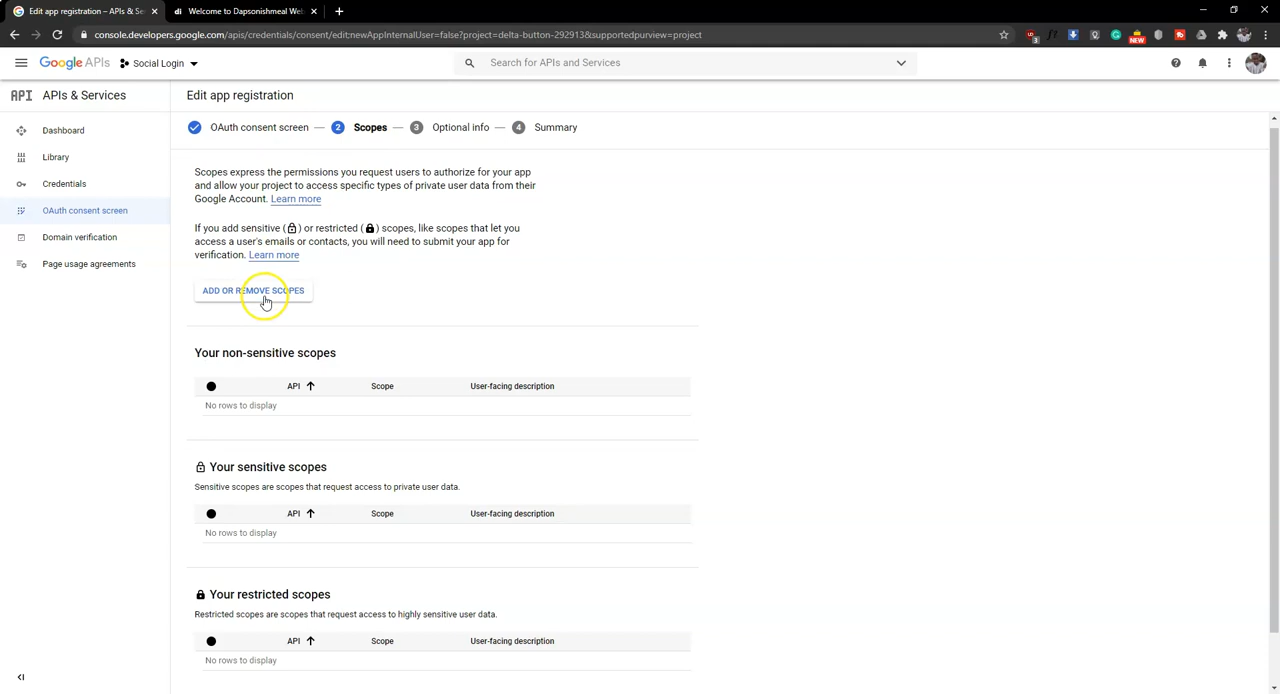 Edit app registration – APIs & Se
Welcome to Dapsonishmeal Web
console.developers.google.com/apis/credentials/consent/edit;newAppInternalUser=false?project=delta-button-292913&supportedpurview=project
3
NEW
Google APIs
Social Login
Search for APIs and Services
API APIs & Services
Edit app registration
Dashboard
Library
Credentials
OAuth consent screen
Domain verification
Page usage agreements
OAuth consent screen — 2 Scopes — 3 Optional info — 4 Summary
Scopes express the permissions you request users to authorize for your app
and allow your project to access specific types of private user data from their
Google Account. Learn more
If you add sensitive ( ) or restricted ( ) scopes, like scopes that let you
access a user's emails or contacts, you will need to submit your app for
verification. Learn more
ADD OR REMOVE SCOPES
Your non-sensitive scopes
API Scope User-facing description
No rows to display
Your sensitive scopes
Sensitive scopes are scopes that request access to private user data.
API Scope User-facing description
No rows to display
Your restricted scopes
Restricted scopes are scopes that request access to highly sensitive user data.
API Scope User-facing description
No rows to display